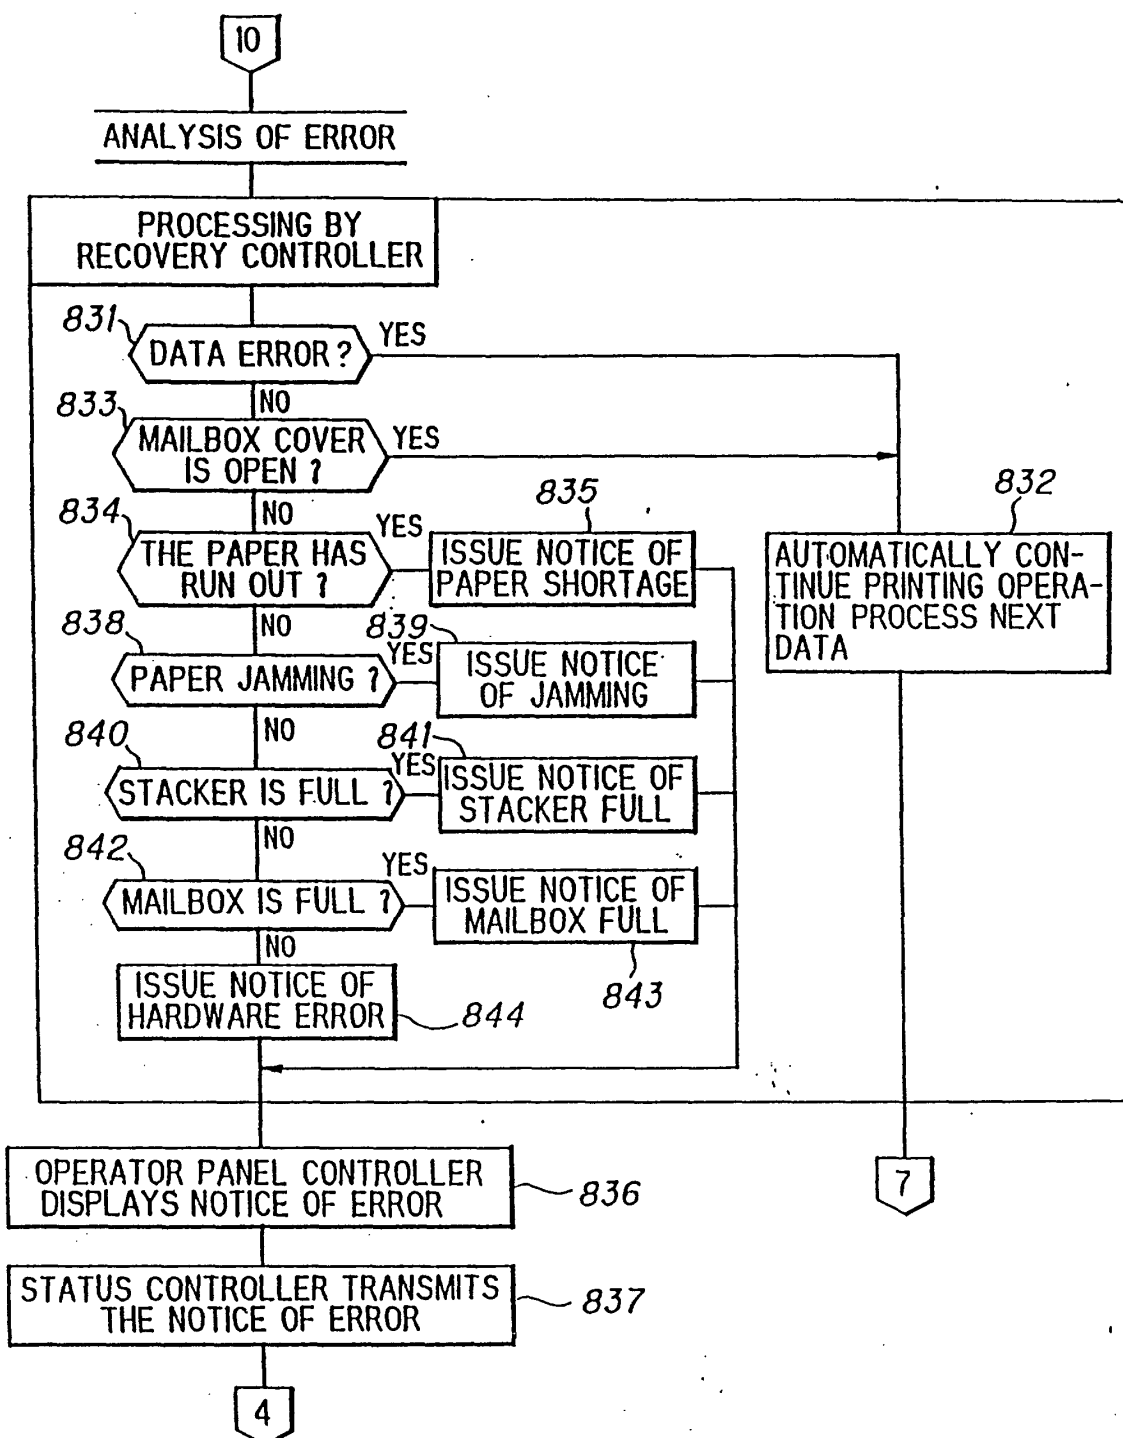 10
ANALYSIS OF ERROR
PROCESSING BY
RECOVERY CONTROLLER
831
DATA ERROR?
YES
NO
833
MAILBOX COVER
IS OPEN ?
YES
NO
834
THE PAPER HAS
RUN OUT ?
YES
835
ISSUE NOTICE OF
PAPER SHORTAGE
832
AUTOMATICALLY CON-
TINUE PRINTING OPERA-
TION PROCESS NEXT
DATA
NO
838
PAPER JAMMING ?
YES
839
ISSUE NOTICE
OF JAMMING
NO
840
STACKER IS FULL ?
YES
841
ISSUE NOTICE OF
STACKER FULL
NO
842
MAILBOX IS FULL ?
YES
ISSUE NOTICE OF
MAILBOX FULL
843
NO
ISSUE NOTICE OF
HARDWARE ERROR
844
OPERATOR PANEL CONTROLLER
DISPLAYS NOTICE OF ERROR
836
7
STATUS CONTROLLER TRANSMITS
THE NOTICE OF ERROR
837
4